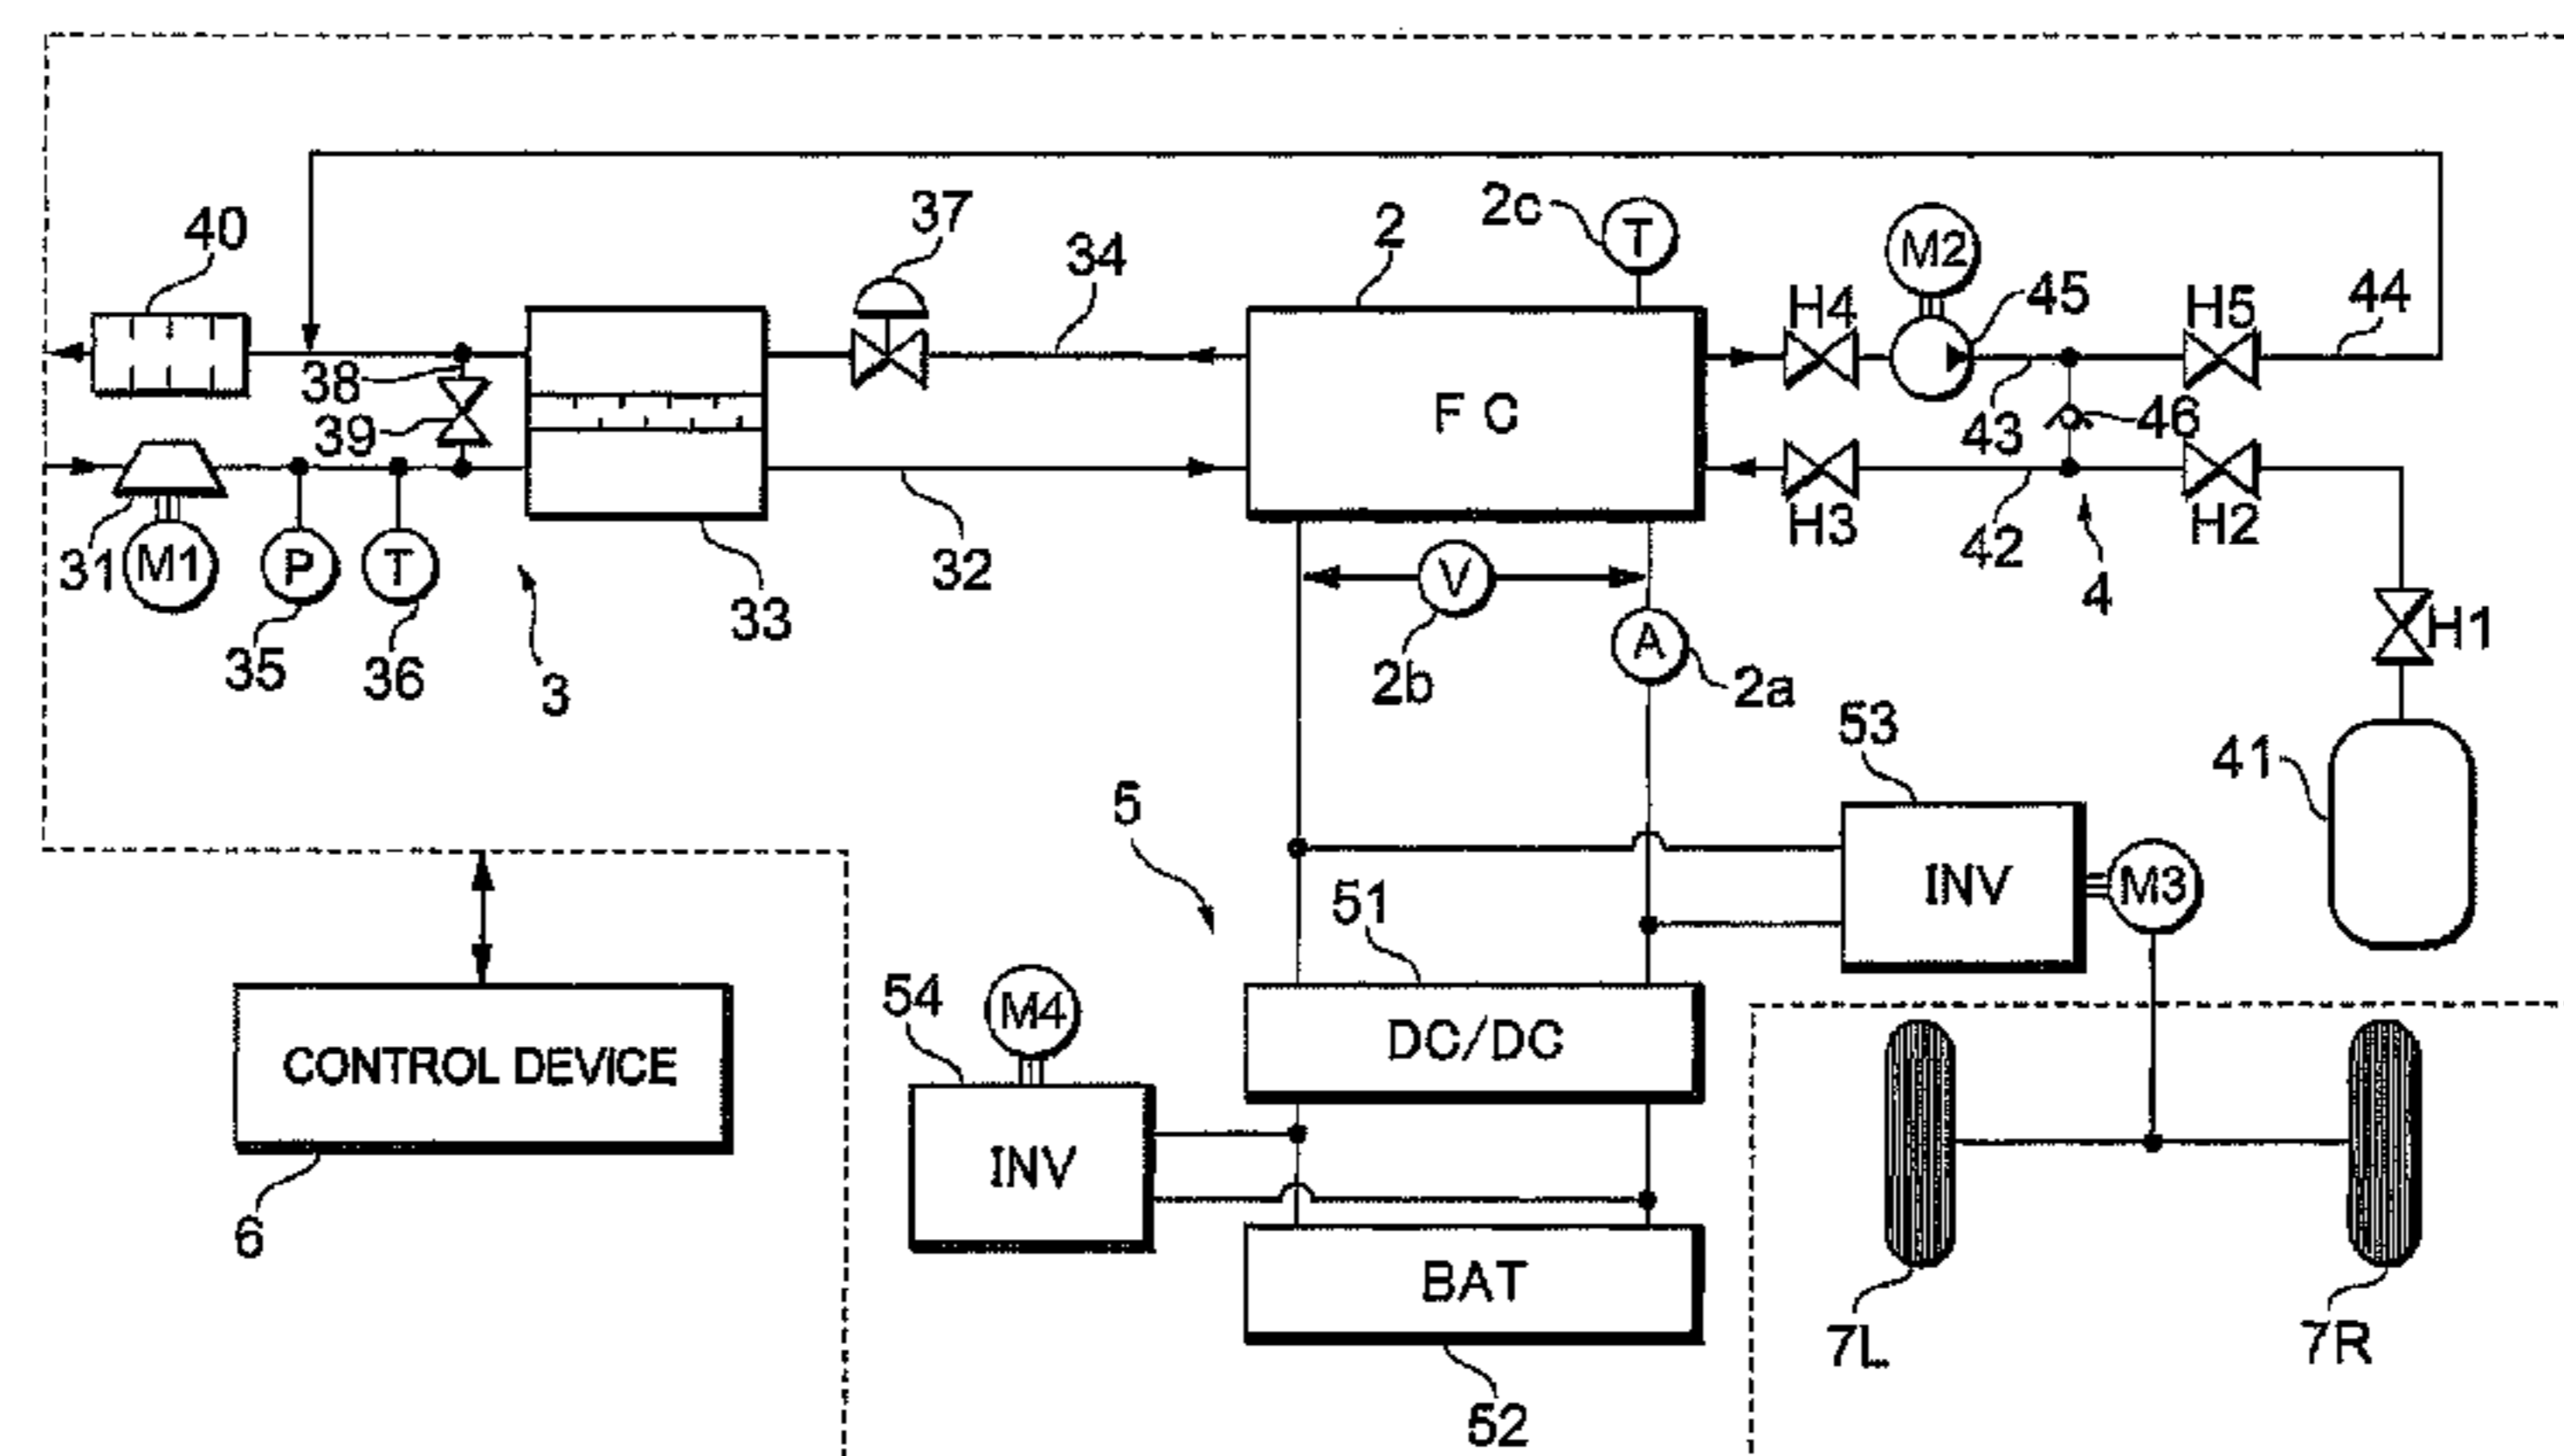 40
37
34
2
2c
T
M2
45
H4
H5
44
38
39
F C
43
46
31
M1
P
T
32
33
H3
42
H2
4
V
H1
35
36
3
2b
A
2a
53
41
5
51
INV
M3
54
M4
CONTROL DEVICE
DC/DC
INV
6
BAT
7L
7R
52